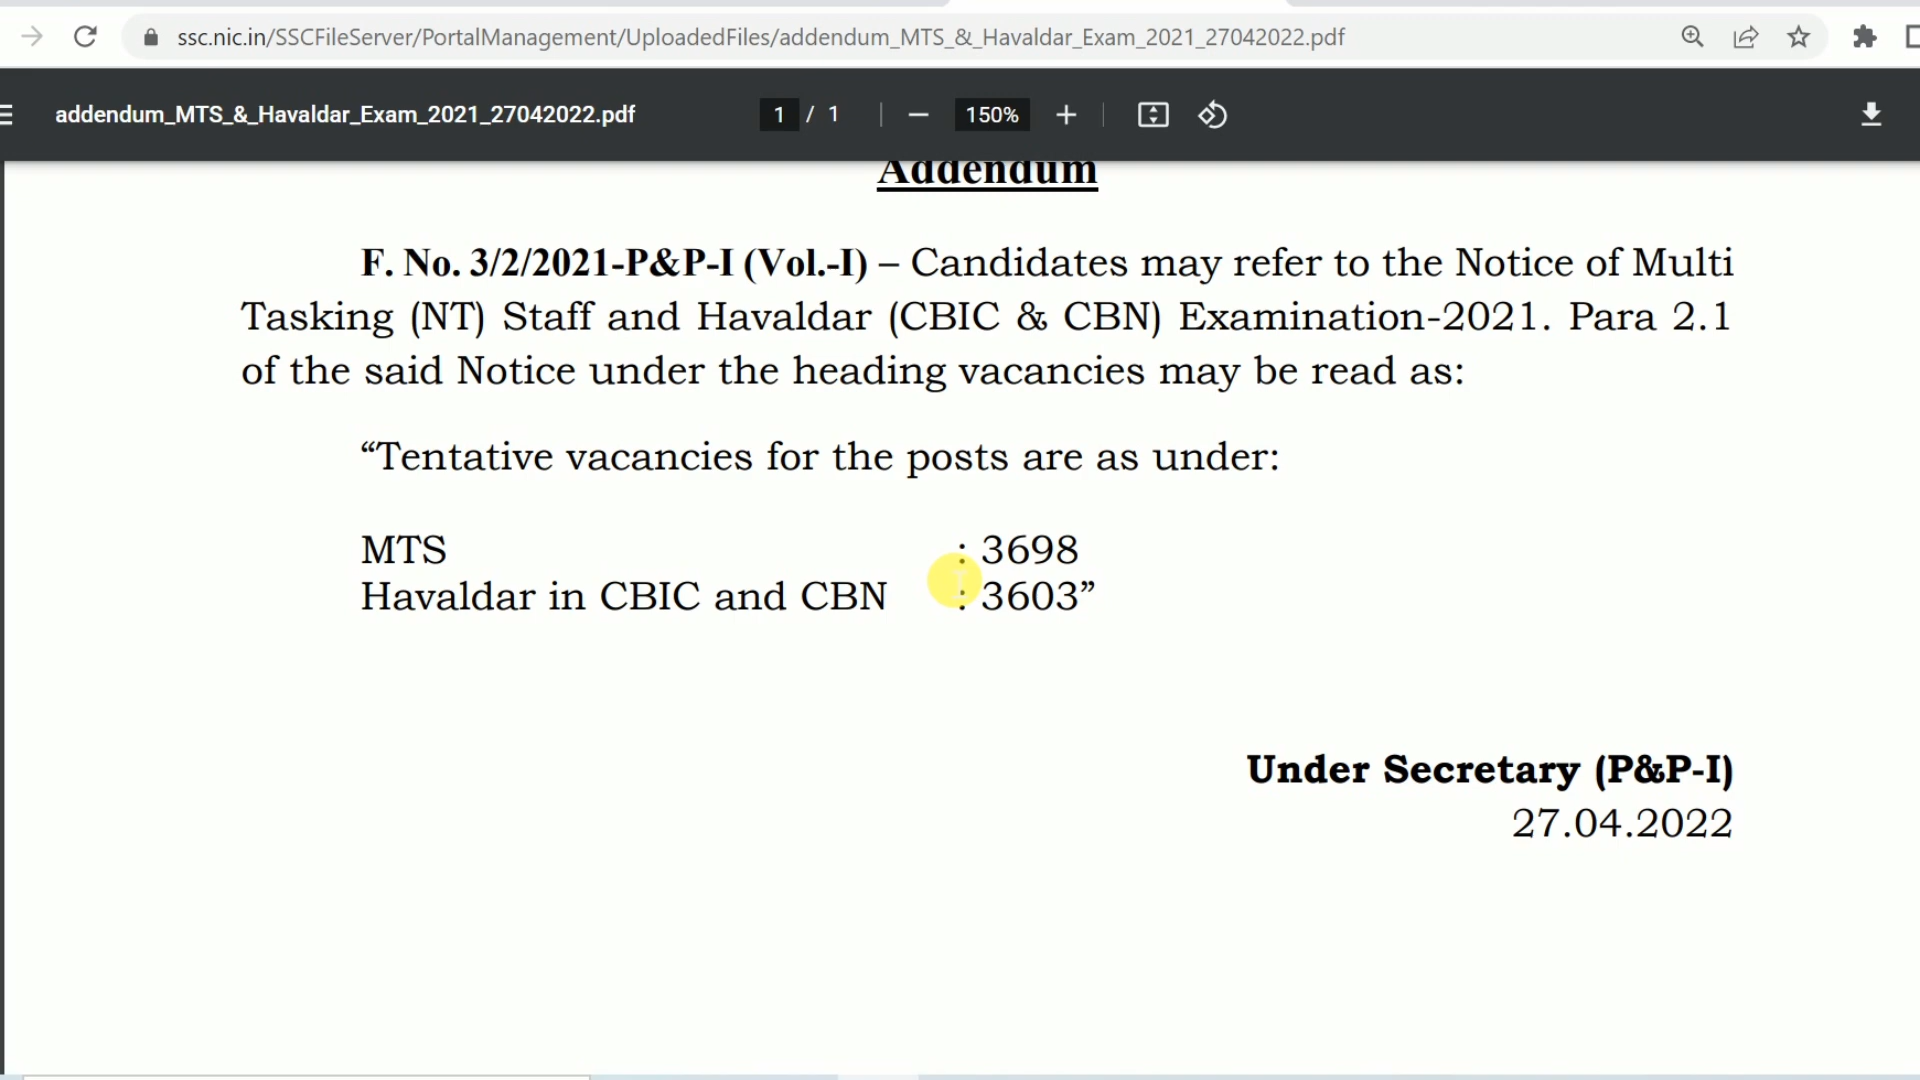 ssc.nic.in/SSCFileServer/PortalManagement/UploadedFiles/addendum_MTS_&_Havaldar_Exam_2021_27042022.pdf
addendum_MTS_&_Havaldar_Exam_2021_27042022.pdf 1 / 1 150%
Addendum
F. No. 3/2/2021-P&P-I (Vol.-I) – Candidates may refer to the Notice of Multi
Tasking (NT) Staff and Havaldar (CBIC & CBN) Examination-2021. Para 2.1
of the said Notice under the heading vacancies may be read as:
“Tentative vacancies for the posts are as under:
MTS : 3698
Havaldar in CBIC and CBN : 3603”
Under Secretary (P&P-I)
27.04.2022